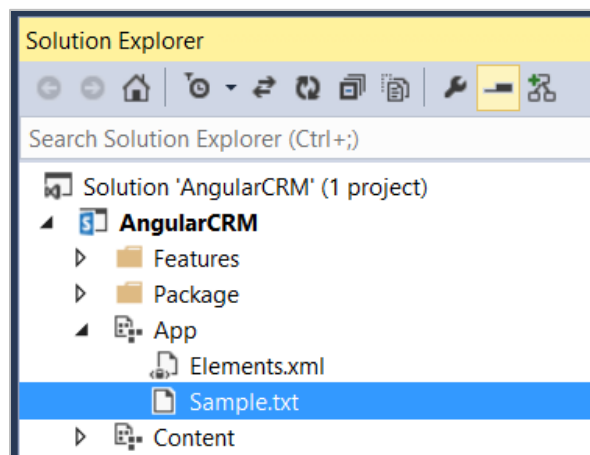 Solution Explorer
Search Solution Explorer (Ctrl+;)
Solution 'AngularCRM' (1 project)
AngularCRM
Features
Package
App
Elements.xml
Sample.txt
Content